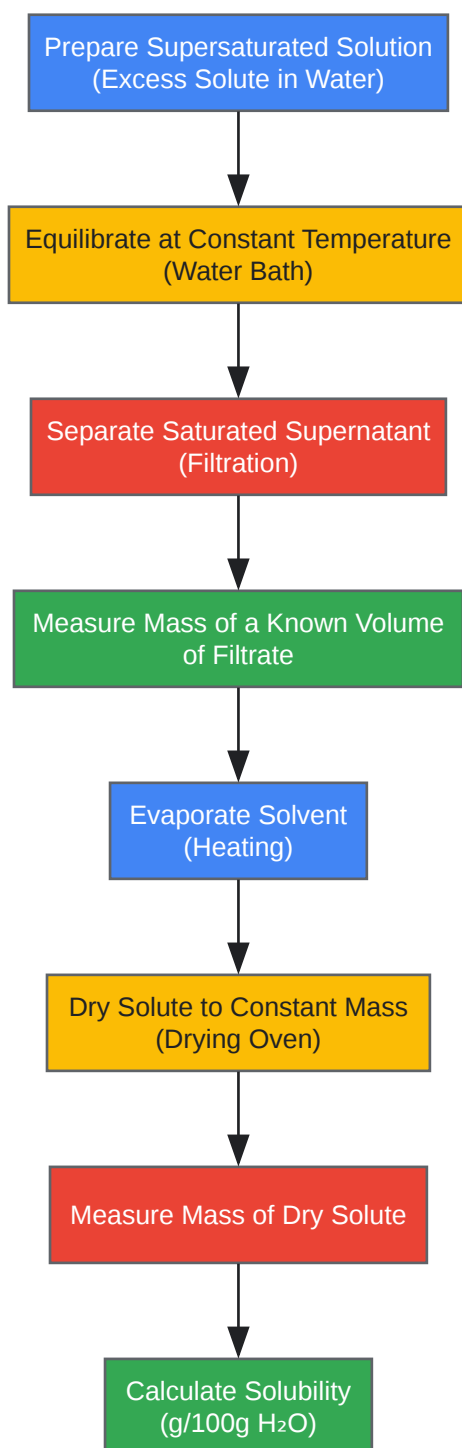 Prepare Supersaturated Solution
(Excess Solute in Water)
Equilibrate at Constant Temperature
(Water Bath)
Separate Saturated Supernatant
(Filtration)
Measure Mass of a Known Volume
of Filtrate
Evaporate Solvent
(Heating)
Dry Solute to Constant Mass
(Drying Oven)
Measure Mass of Dry Solute
Calculate Solubility
(g/100g H₂O)